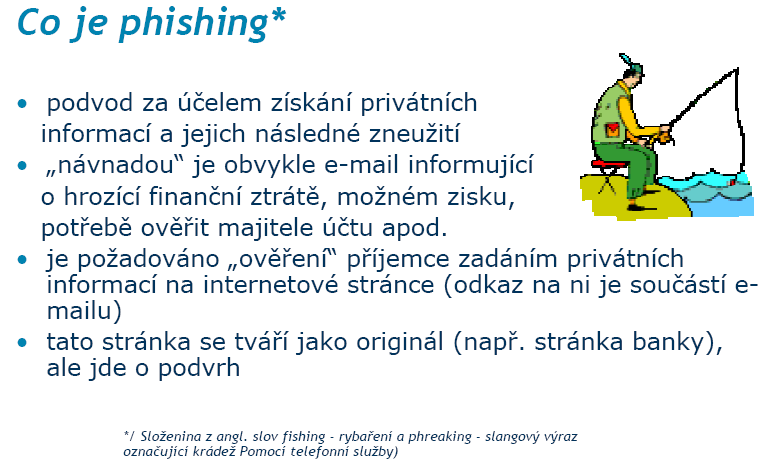 Co je phishing*
• podvod za účelem získání privátních
informací a jejich následné zneužití
• „návnadou“ je obvykle e-mail informující
o hrozící finanční ztrátě, možném zisku,
potřebě ověřit majitele účtu apod.
• je požadováno „ověření“ příjemce zadáním privátních
informací na internetové stránce (odkaz na ni je součástí e-
mailu)
• tato stránka se tváří jako originál (např. stránka banky),
ale jde o podvrh
*/ Složenina z angl. slov fishing - rybaření a phreaking - slangový výraz
označující krádež Pomocí telefonní služby)